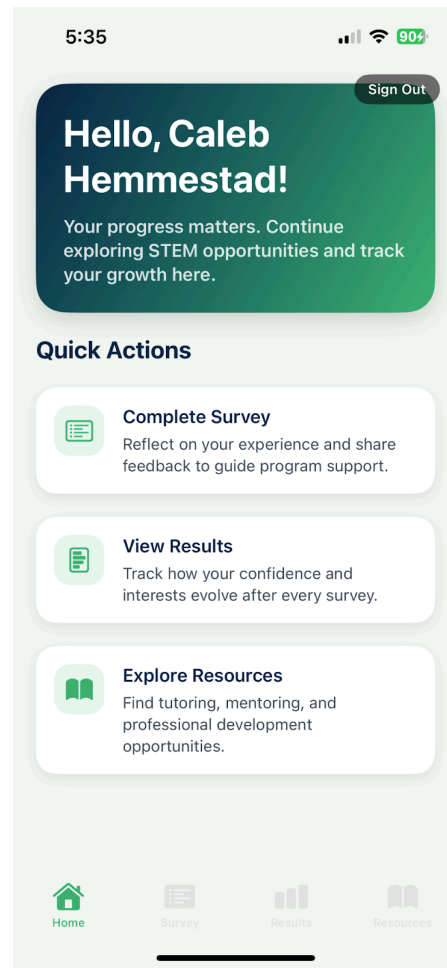 5:35
90
Sign Out
Hello, Caleb
Hemmestad!
Your progress matters. Continue
exploring STEM opportunities and track
your growth here.
Quick Actions
Complete Survey
Reflect on your experience and share
feedback to guide program support.
View Results
Track how your confidence and
interests evolve after every survey.
Explore Resources
Find tutoring, mentoring, and
professional development
opportunities.
Home
Survey
Results
Resources